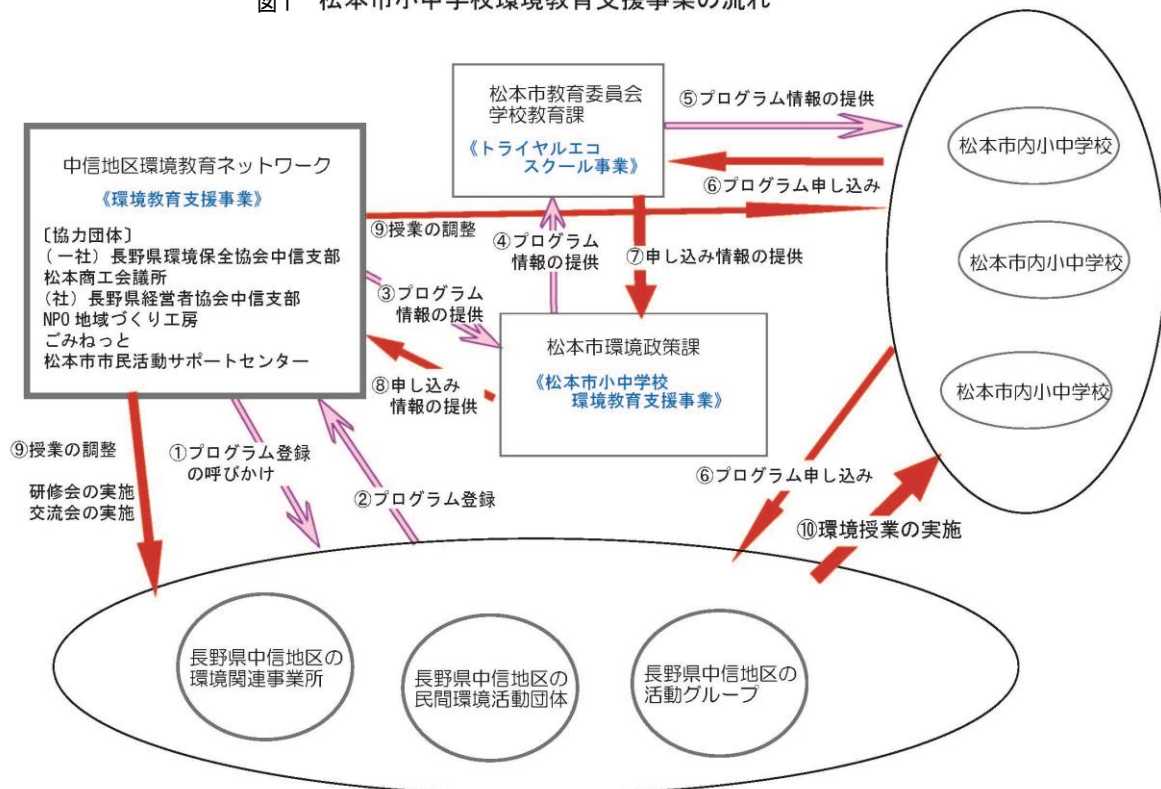 図1 松本市小中学校環境教育支援事業の流れ
中信地区環境教育ネットワーク
《環境教育支援事業》
〔協力団体〕
(一社)長野県環境保全協会中信支部
松本商工会議所
(社)長野県経営者協会中信支部
NPO 地域づくり工房
ごみねっと
松本市市民活動サポートセンター
松本市教育委員会
学校教育課
《トライヤルエコ
スクール事業》
⑤プログラム情報の提供
⑥プログラム申し込み
松本市内小中学校
松本市内小中学校
松本市内小中学校
⑨授業の調整
④プログラム
情報の提供
⑦申し込み情報の提供
③プログラム
情報の提供
松本市環境政策課
《松本市小中学校
環境教育支援事業》
⑧申し込み
情報の提供
⑨授業の調整
研修会の実施
交流会の実施
①プログラム登録
の呼びかけ
②プログラム登録
⑥プログラム申し込み
⑩環境授業の実施
長野県中信地区の
環境関連事業所
長野県中信地区の
民間環境活動団体
長野県中信地区の
活動グループ